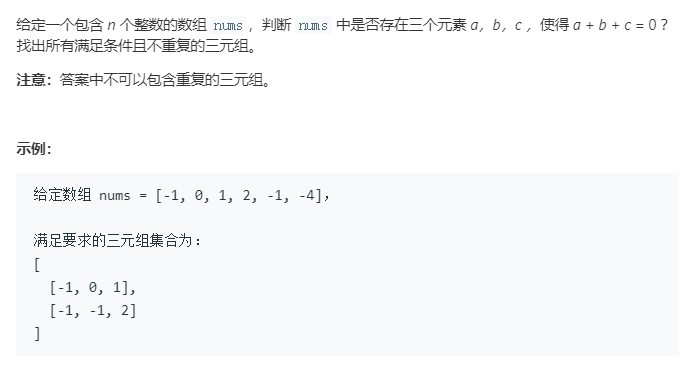 给定一个包含 n 个整数的数组 nums ，判断 nums 中是否存在三个元素 a，b，c ，使得 a + b + c = 0 ？
找出所有满足条件且不重复的三元组。
注意：答案中不可以包含重复的三元组。
示例：
给定数组 nums = [-1, 0, 1, 2, -1, -4]，
满足要求的三元组集合为：
[
[-1, 0, 1],
[-1, -1, 2]
]